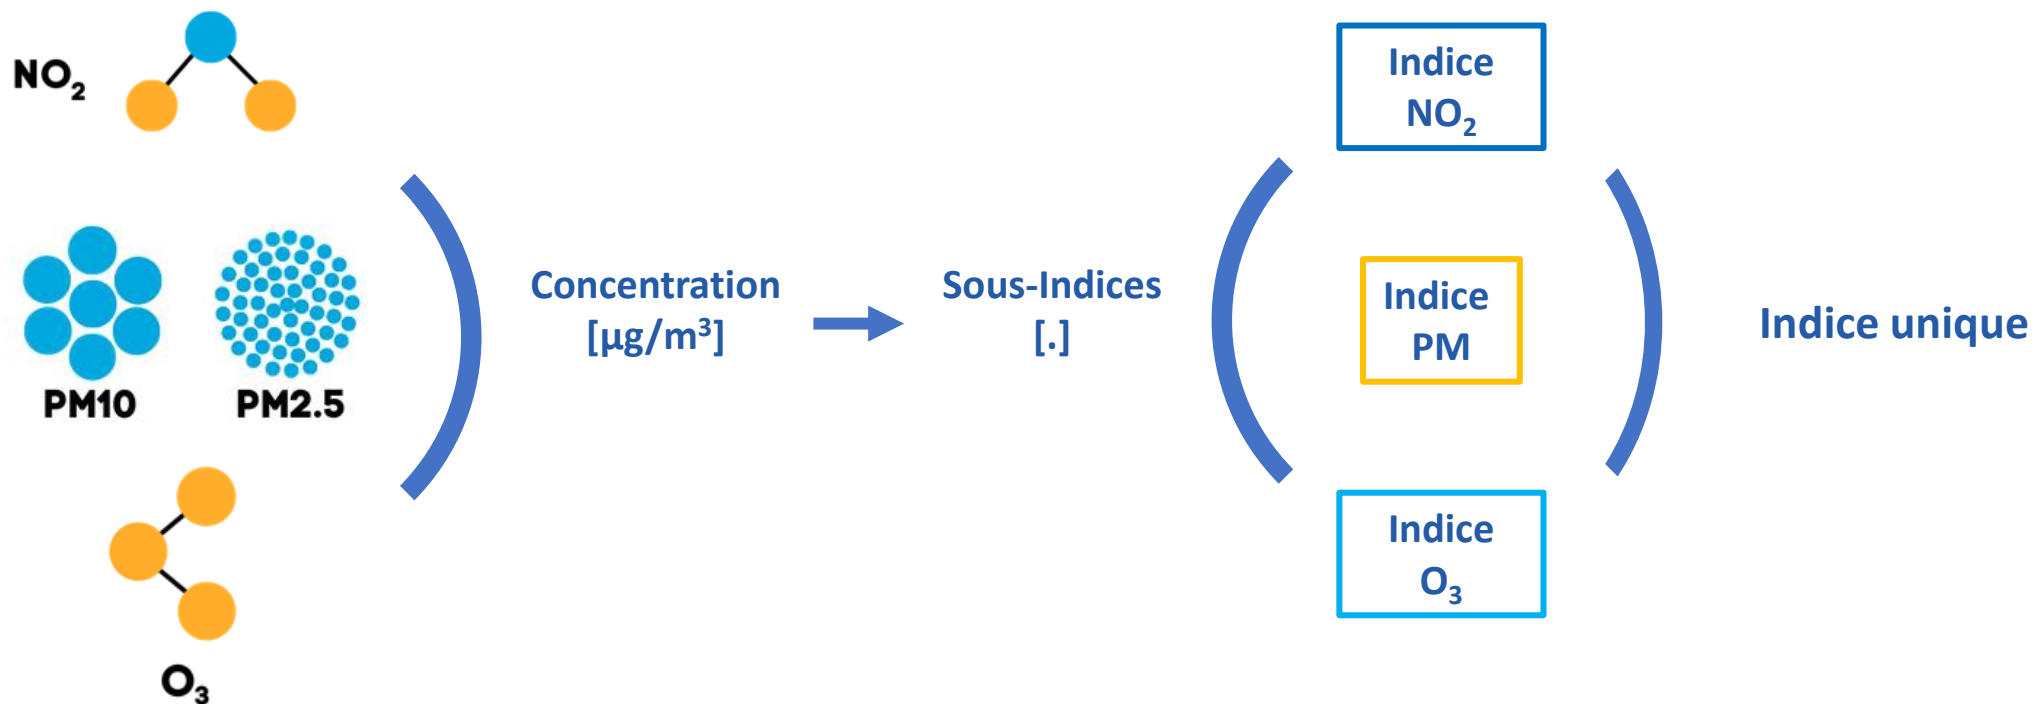 NO₂
PM10
PM2.5
O₃
Concentration
[µg/m³]
Sous-Indices
[.]
Indice
NO₂
Indice
PM
Indice
O₃
Indice unique